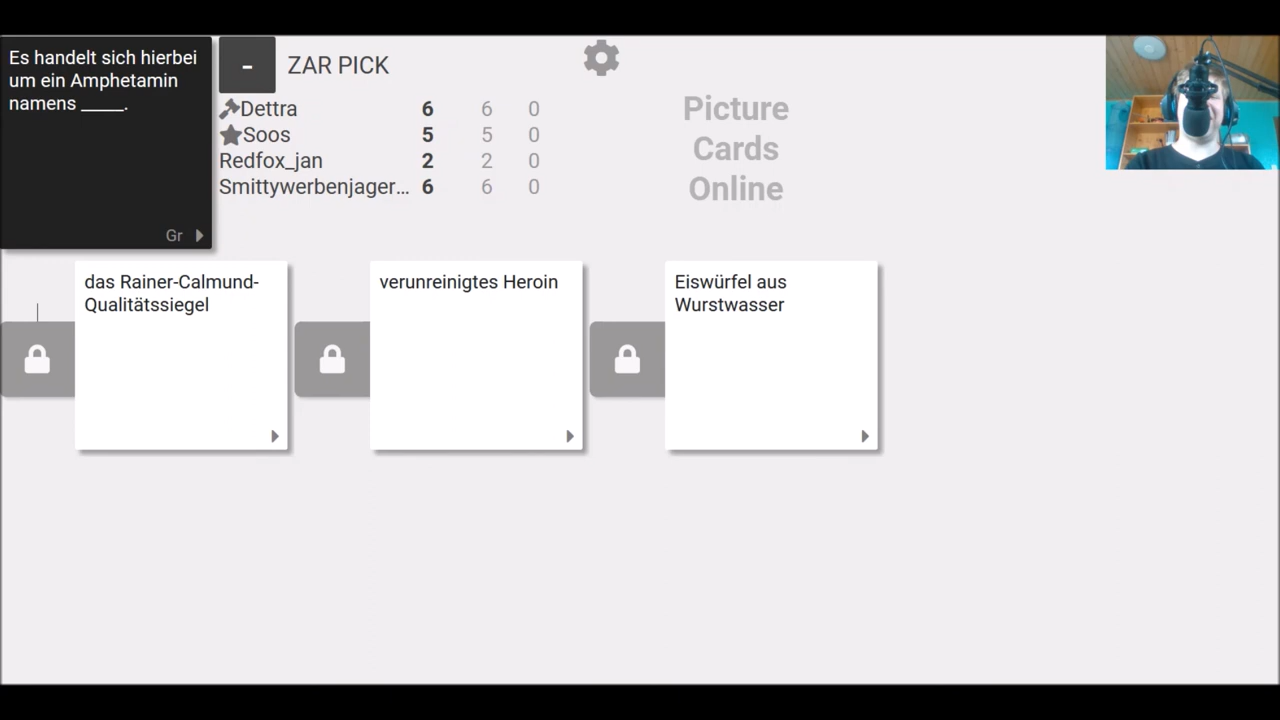 Es handelt sich hierbei
um ein Amphetamin
namens _____.
Gr
-
ZAR PICK
Dettra 6 6 0
Soos 5 5 0
Redfox_jan 2 2 0
Smittywerbenjager... 6 6 0
Picture
Cards
Online
das Rainer-Calmund-
Qualitätssiegel
verunreinigtes Heroin
Eiswürfel aus
Wurstwasser